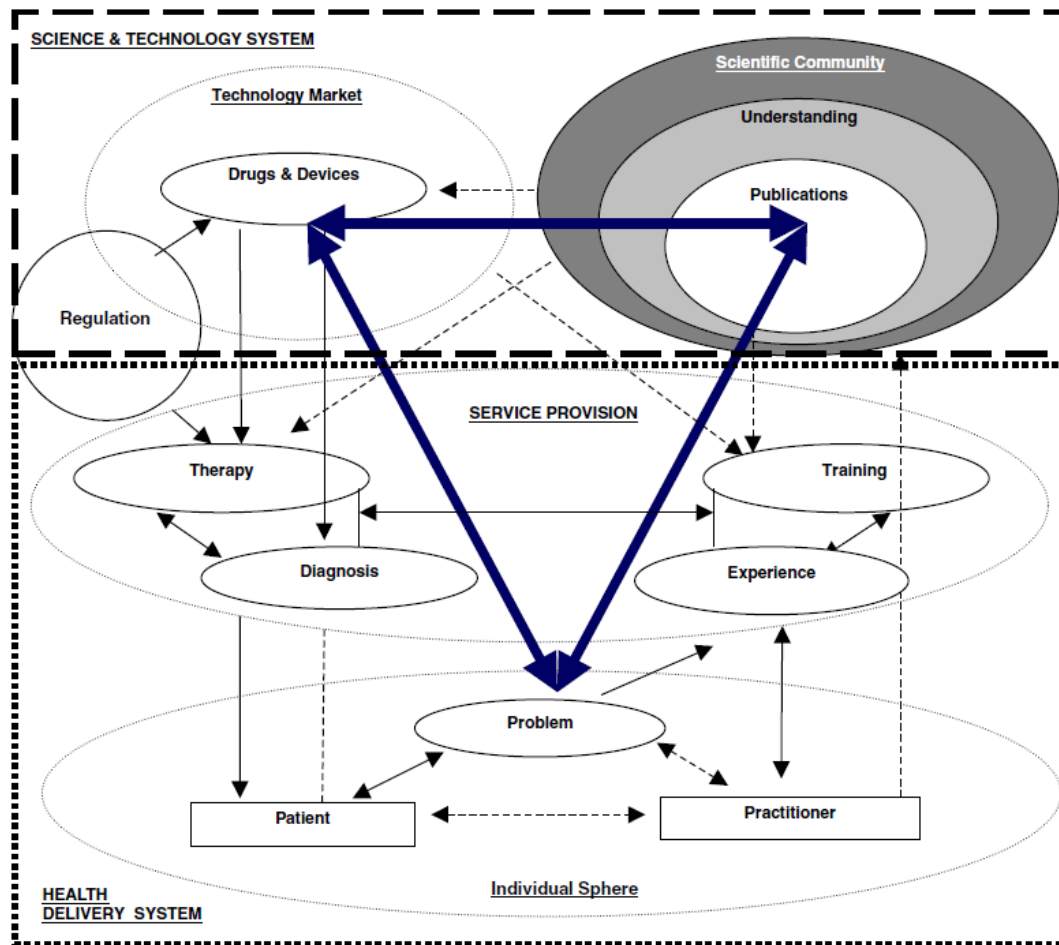 SCIENCE & TECHNOLOGY SYSTEM
Scientific Community
Technology Market
Understanding
Drugs & Devices
Publications
Regulation
SERVICE PROVISION
Therapy
Training
Diagnosis
Experience
Problem
Patient
Practitioner
Individual Sphere
HEALTH
DELIVERY SYSTEM